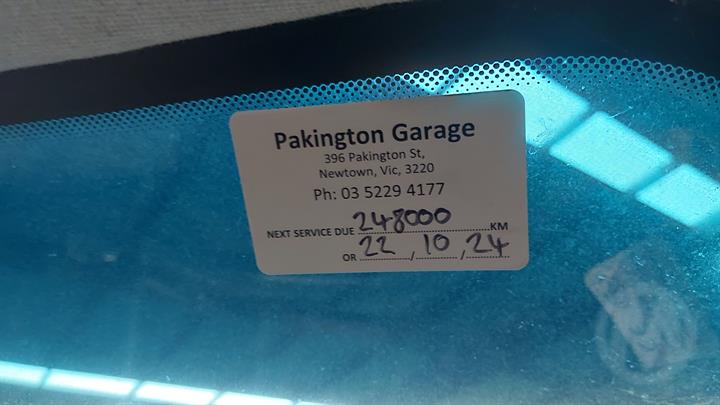 Pakington Garage
396 Pakington St,
Newtown, Vic, 3220
Ph: 03 5229 4177
NEXT SERVICE DUE 248000 KM
OR 22, 10, 24